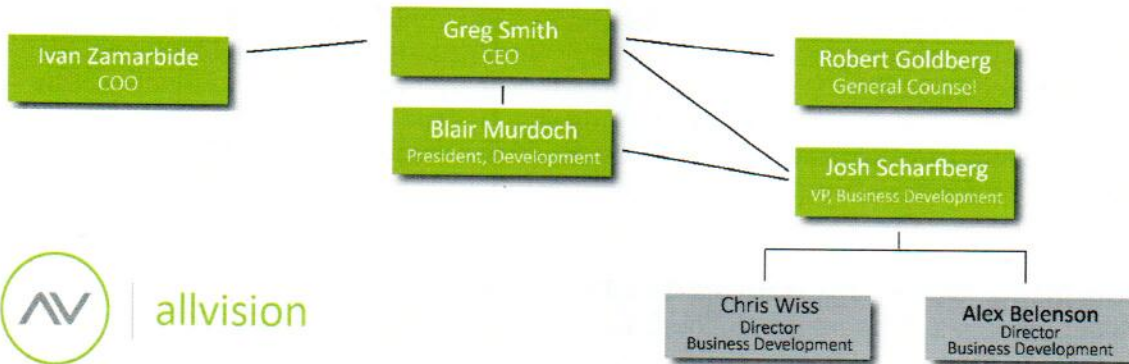 Ivan Zamarbide
COO
Greg Smith
CEO
Robert Goldberg
General Counsel
Blair Murdoch
President, Development
Josh Scharfberg
VP, Business Development
Chris Wiss
Director
Business Development
Alex Belenson
Director
Business Development
AV
allvision